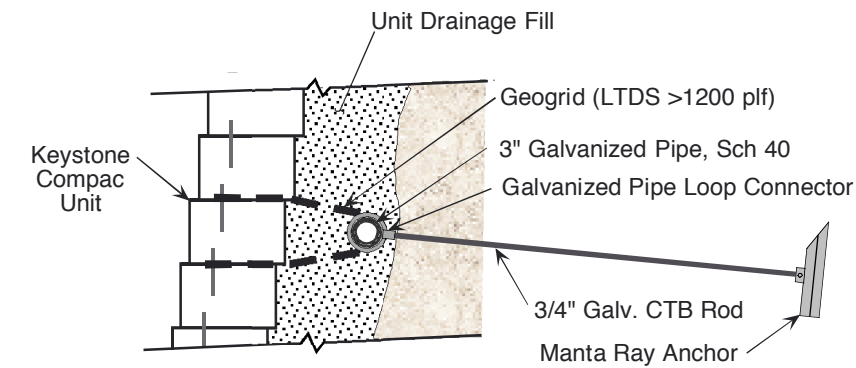 Unit Drainage Fill
Geogrid (LTDS >1200 plf)
3" Galvanized Pipe, Sch 40
Galvanized Pipe Loop Connector
Keystone
Compac
Unit
3/4" Galv. CTB Rod
Manta Ray Anchor